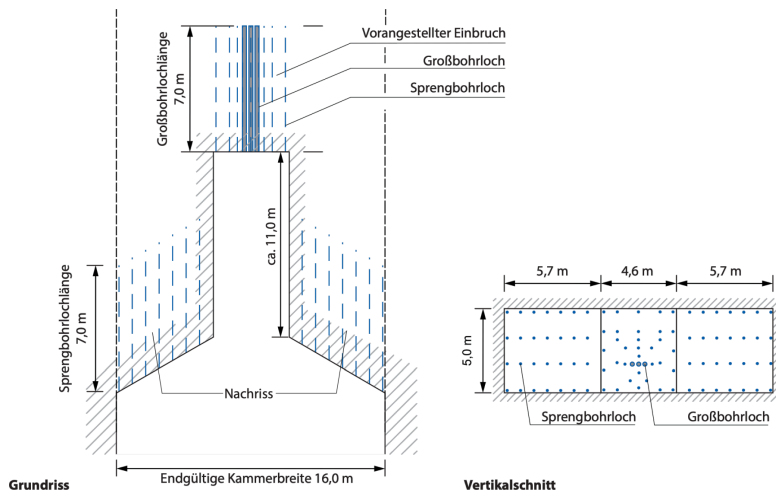 Vorangestellter Einbruch
Großbohrloch
Sprengbohrloch
Großbohrlochlänge
7,0 m
ca. 11,0 m
Sprengbohrlochlänge
7,0 m
Nachriss
Endgültige Kammerbreite 16,0 m
Grundriss
5,7 m
4,6 m
5,7 m
5,0 m
Sprengbohrloch
Großbohrloch
Vertikalschnitt